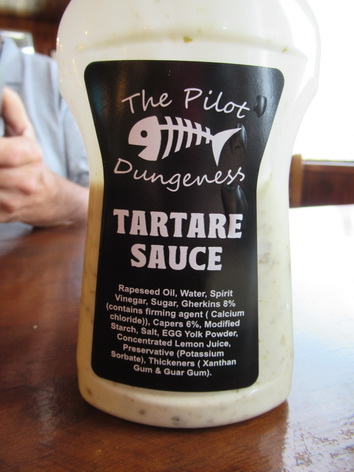 The Pilot
Dungeness
TARTARE
SAUCE
Rapeseed Oil, Water, Spirit
Vinegar, Sugar, Gherkins 8%
(contains firming agent ( Calcium
chloride)), Capers 6%, Modified
Starch, Salt, EGG Yolk Powder,
Concentrated Lemon Juice,
Preservative (Potassium
Sorbate), Thickeners ( Xanthan
Gum & Guar Gum).